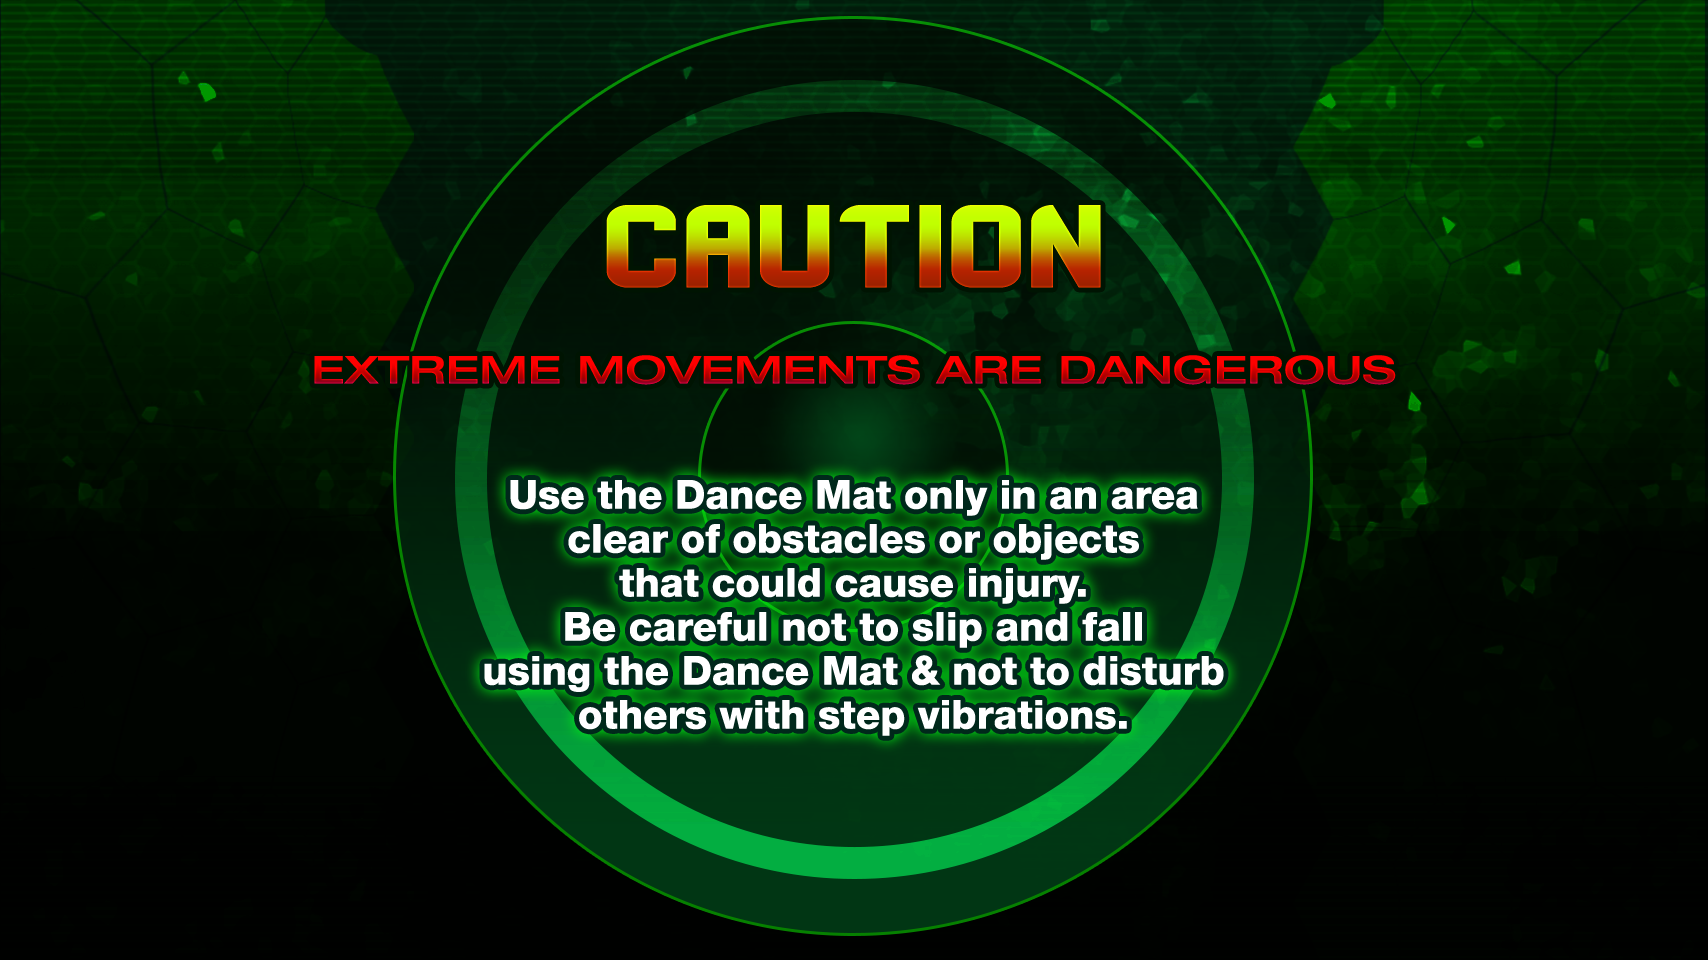 CAUTION
EXTREME MOVEMENTS ARE DANGEROUS
Use the Dance Mat only in an area
clear of obstacles or objects
that could cause injury.
Be careful not to slip and fall
using the Dance Mat & not to disturb
others with step vibrations.